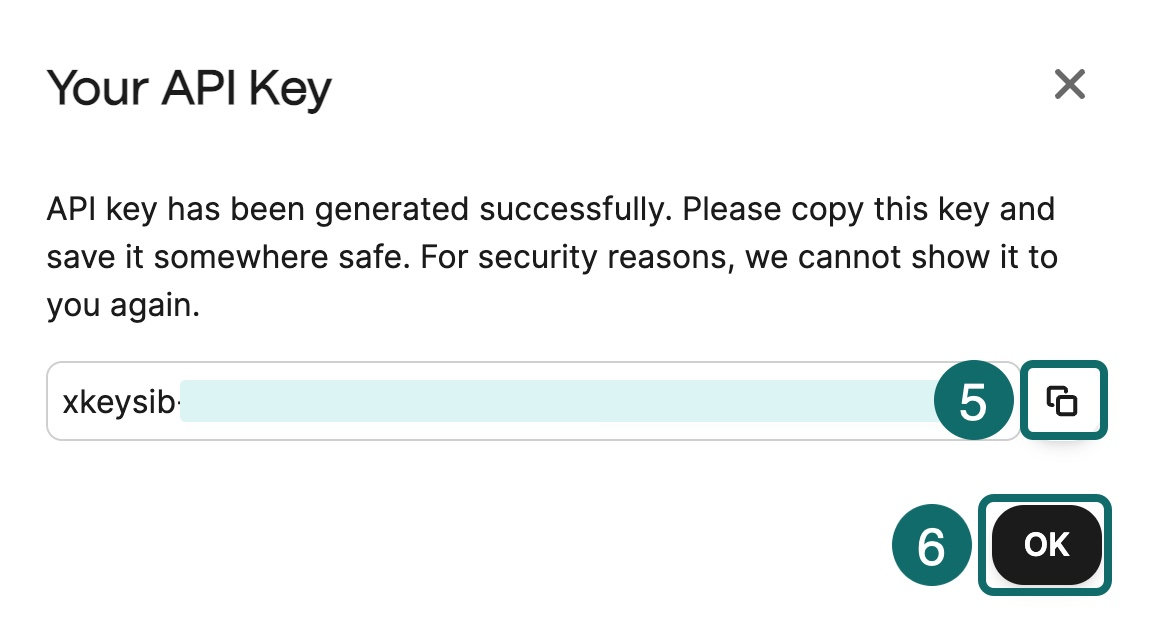 Your API Key
API key has been generated successfully. Please copy this key and
save it somewhere safe. For security reasons, we cannot show it to
you again.
xkeysib-
5
6
OK